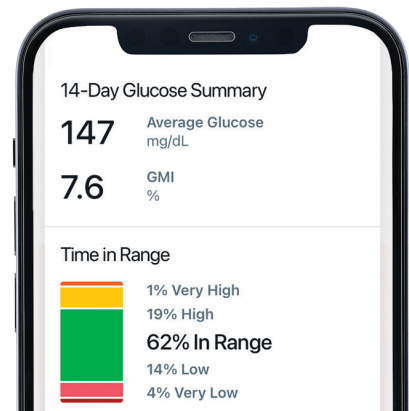 14-Day Glucose Summary
147 Average Glucose
mg/dL
7.6 GMI
%
Time in Range
1% Very High
19% High
62% In Range
14% Low
4% Very Low